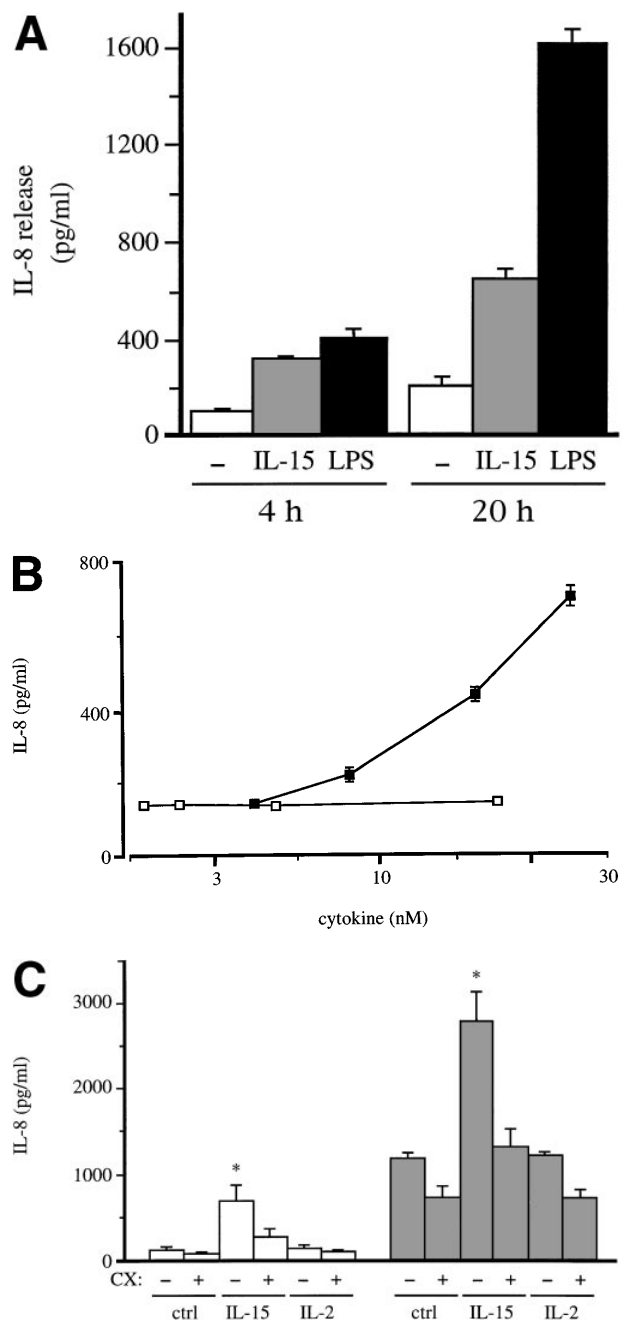 A
1600
1200
800
400
0
IL-8 release
(pg/ml)
– IL-15 LPS – IL-15 LPS
4 h 20 h
B
800
400
0
IL-8 (pg/ml)
3 10 30
cytokine (nM)
C
3000
2000
1000
0
IL-8 (pg/ml)
* *
CX: – + – + – + – + – + – +
ctrl IL-15 IL-2 ctrl IL-15 IL-2